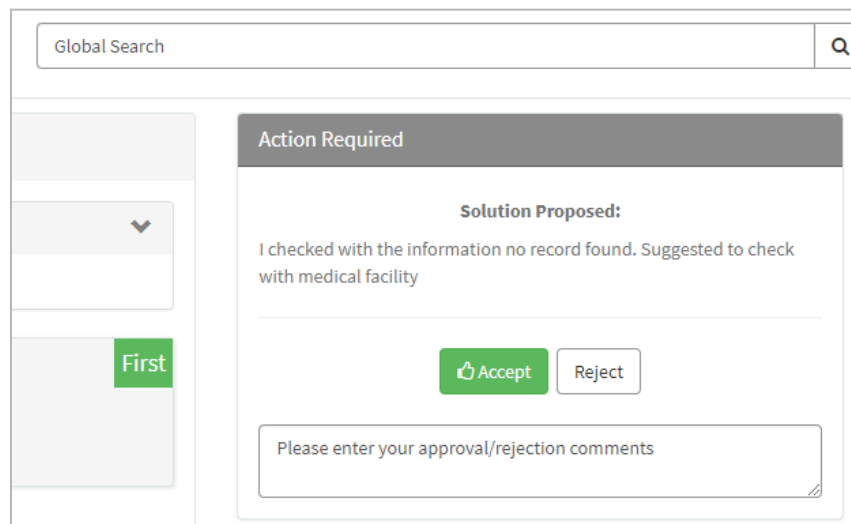 Global Search
Action Required
Solution Proposed:
I checked with the information no record found. Suggested to check
with medical facility
First
Accept
Reject
Please enter your approval/rejection comments